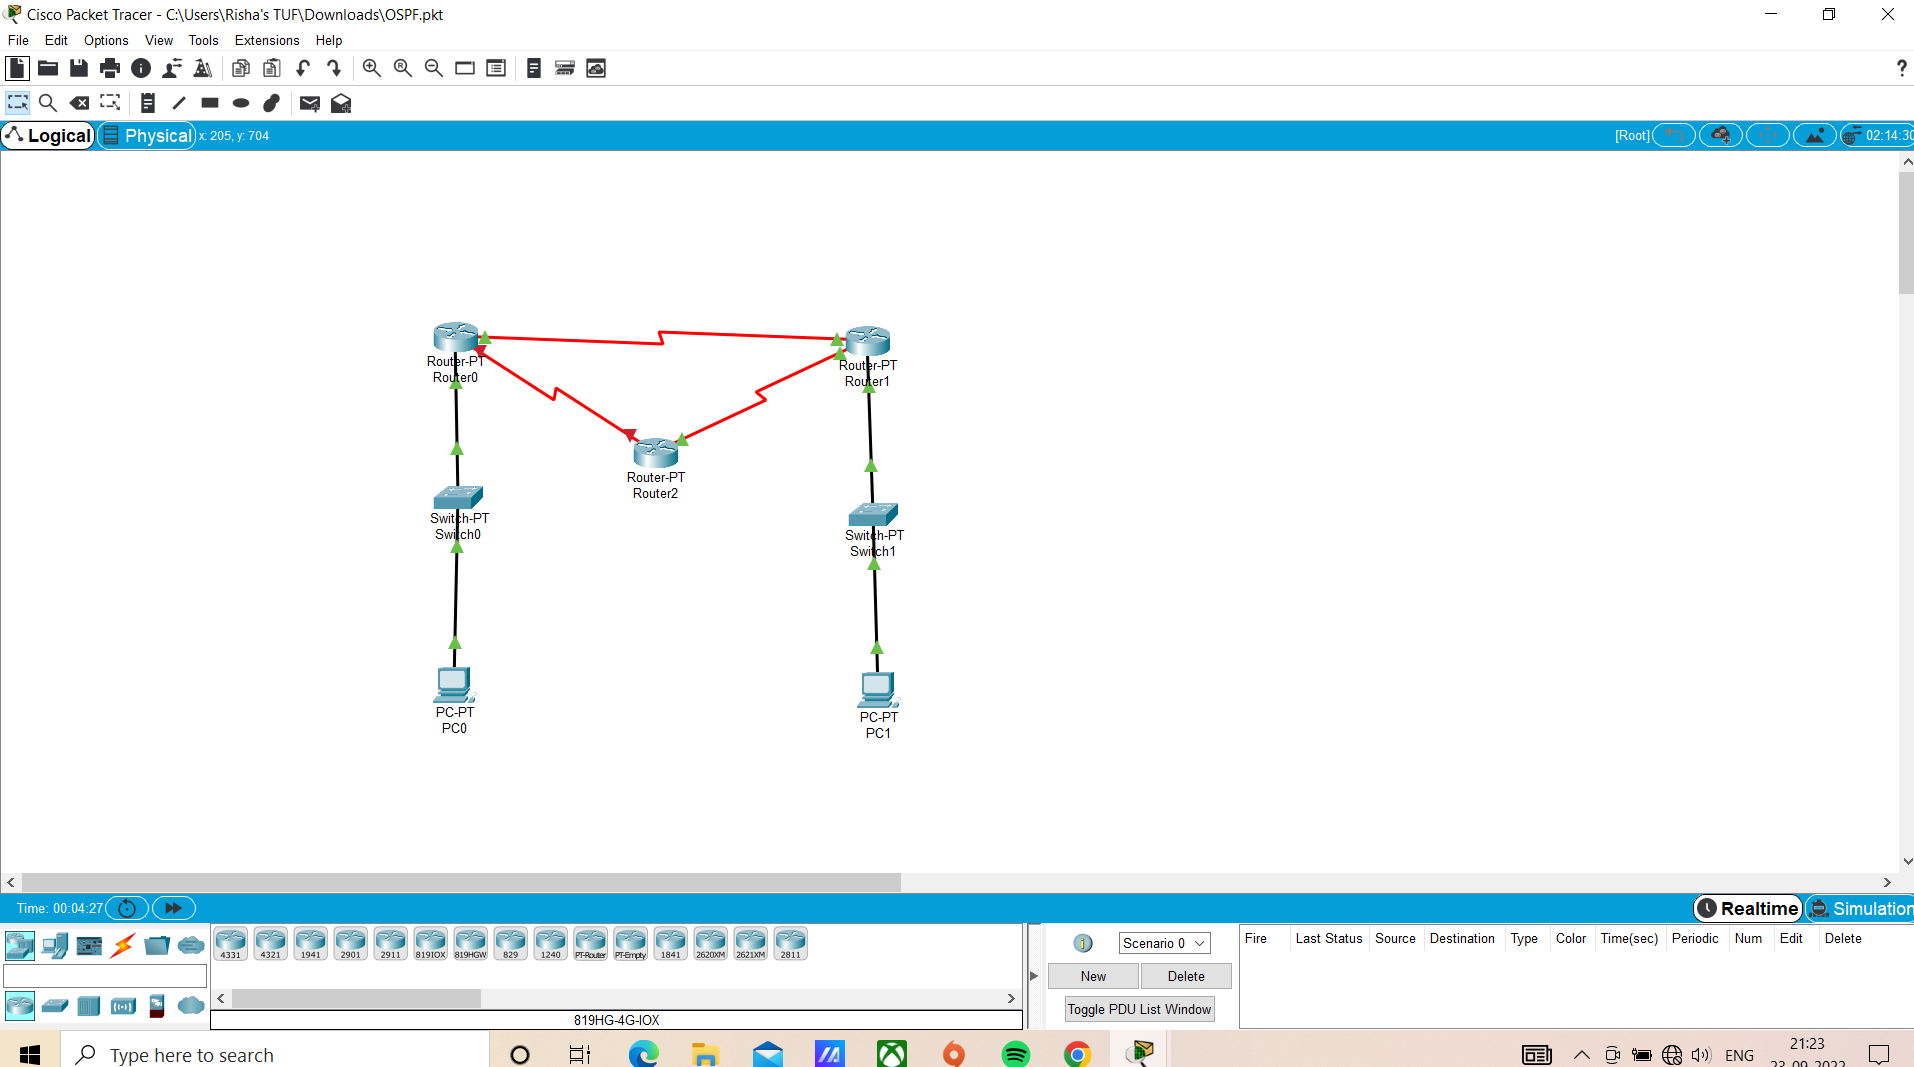 Cisco Packet Tracer - C:\Users\Risha's TUF\Downloads\OSPF.pkt
File Edit Options View Tools Extensions Help
?
Logical Physical x: 205, y: 704 [Root] 02:14:30
Router-PT
Router0
Router-PT
Router1
Router-PT
Router2
Switch-PT
Switch0
Switch-PT
Switch1
PC-PT
PC0
PC-PT
PC1
Time: 00:04:27 Realtime Simulation
4331 4321 1941 2901 2911 819IOX 819HGW 829 1240 PT-Router PT-Empty 1841 2620XM 2621XM 2811
819HG-4G-IOX
1 Scenario 0
New Delete
Toggle PDU List Window
Fire Last Status Source Destination Type Color Time(sec) Periodic Num Edit Delete
Type here to search
ENG
21:23
23-09-2022